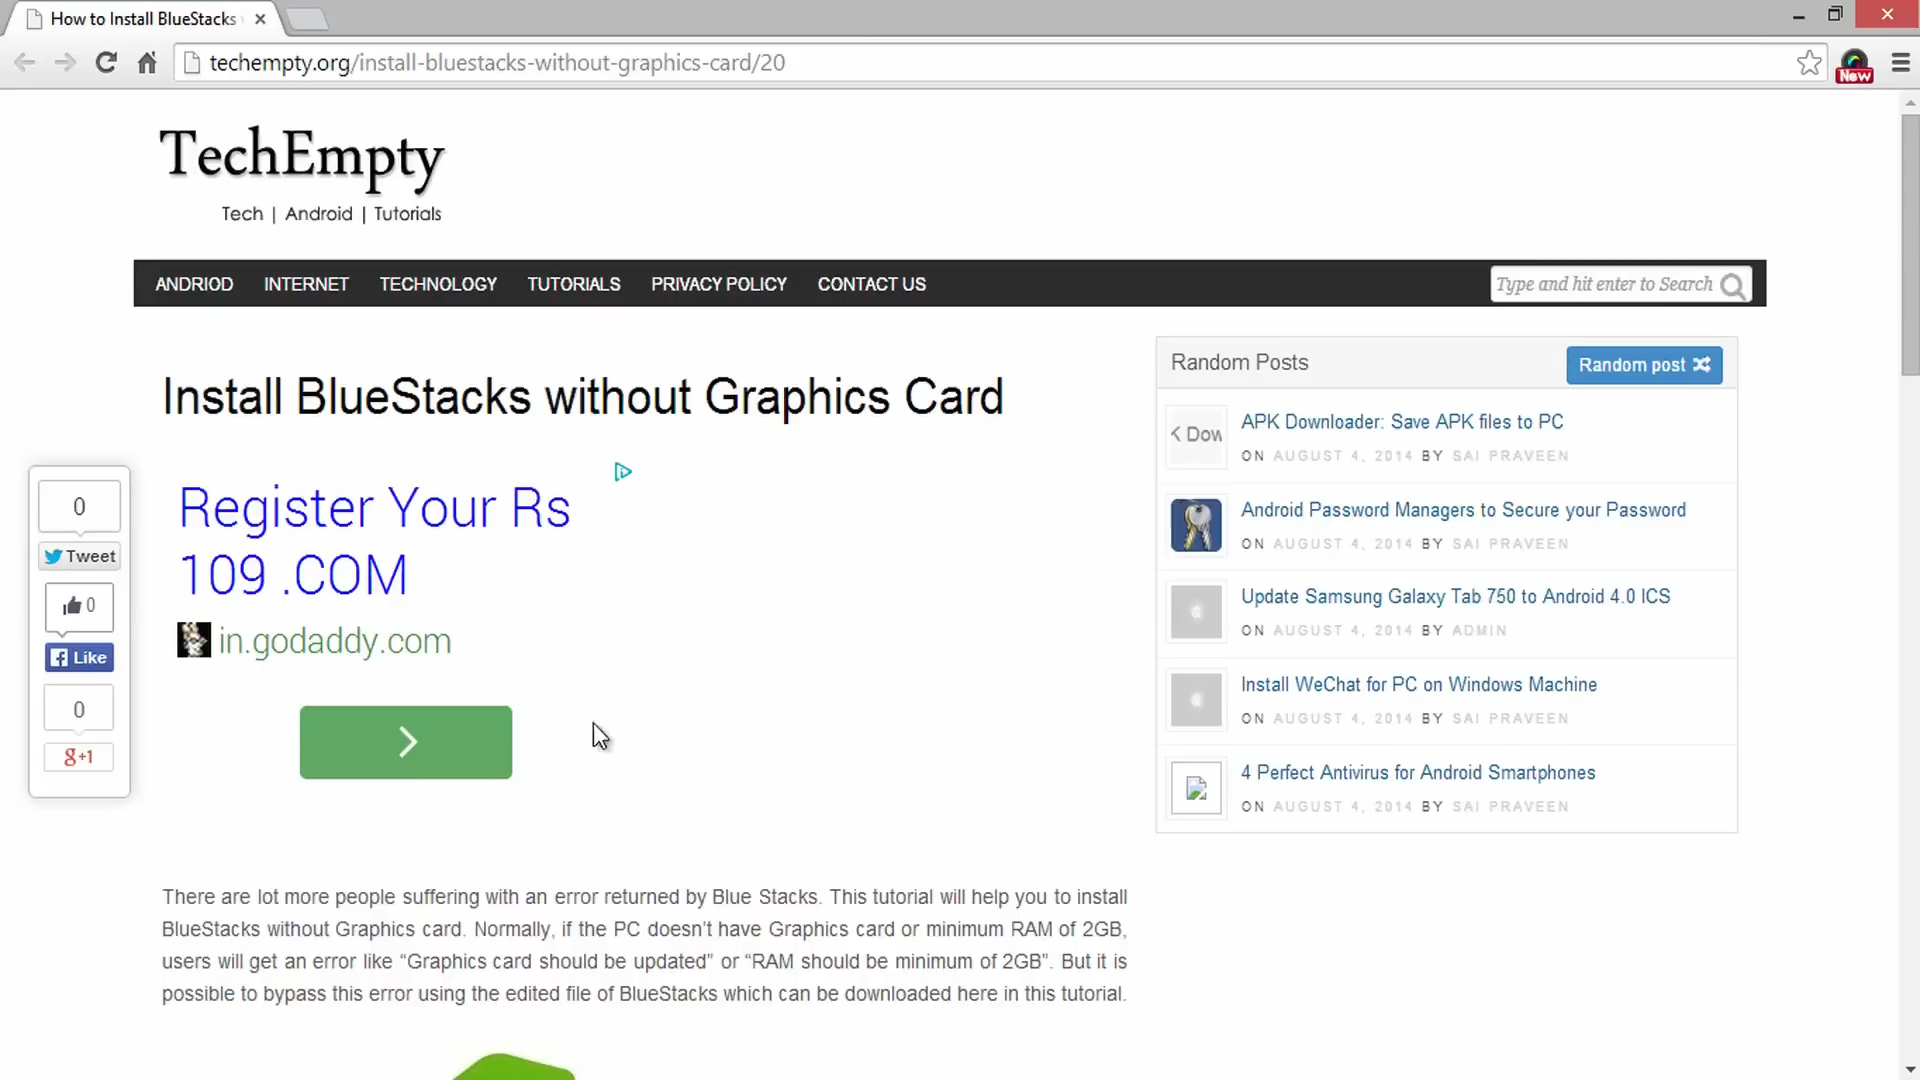 How to Install BlueStacks
techempty.org/install-bluestacks-without-graphics-card/20
New
TechEmpty
Tech | Android | Tutorials
ANDRIOD INTERNET TECHNOLOGY TUTORIALS PRIVACY POLICY CONTACT US
Type and hit enter to Search
Install BlueStacks without Graphics Card
0
Tweet
0
Like
0
g+1
Register Your Rs
109 .COM
in.godaddy.com
Random Posts
Random post
< Dow
APK Downloader: Save APK files to PC
ON AUGUST 4, 2014 BY SAI PRAVEEN
Android Password Managers to Secure your Password
ON AUGUST 4, 2014 BY SAI PRAVEEN
Update Samsung Galaxy Tab 750 to Android 4.0 ICS
ON AUGUST 4, 2014 BY ADMIN
Install WeChat for PC on Windows Machine
ON AUGUST 4, 2014 BY SAI PRAVEEN
4 Perfect Antivirus for Android Smartphones
ON AUGUST 4, 2014 BY SAI PRAVEEN
There are lot more people suffering with an error returned by Blue Stacks. This tutorial will help you to install
BlueStacks without Graphics card. Normally, if the PC doesn’t have Graphics card or minimum RAM of 2GB,
users will get an error like “Graphics card should be updated” or “RAM should be minimum of 2GB”. But it is
possible to bypass this error using the edited file of BlueStacks which can be downloaded here in this tutorial.